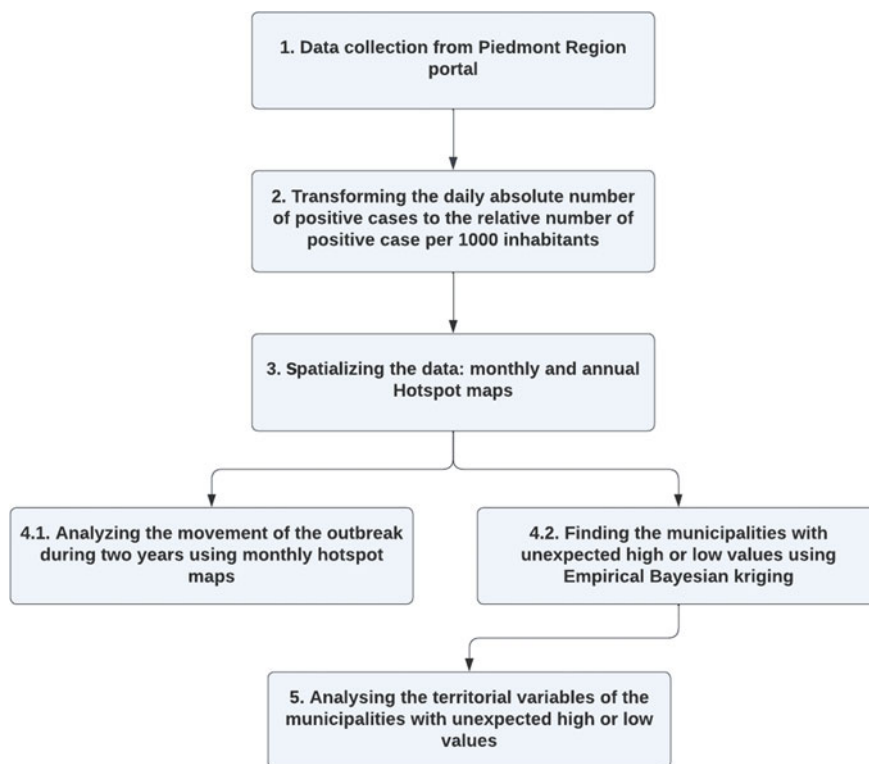 1. Data collection from Piedmont Region
portal
2. Transforming the daily absolute number
of positive cases to the relative number of
positive case per 1000 inhabitants
3. Spatializing the data: monthly and annual
Hotspot maps
4.1. Analyzing the movement of the outbreak
during two years using monthly hotspot
maps
4.2. Finding the municipalities with
unexpected high or low values using
Empirical Bayesian kriging
5. Analysing the territorial variables of the
municipalities with unexpected high or low
values